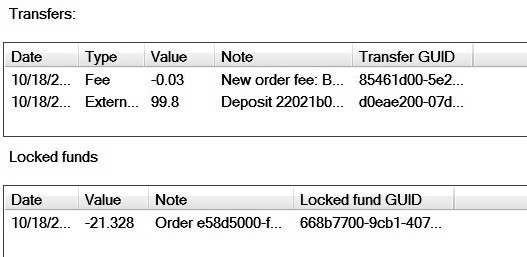 Transfers:
Date Type Value Note Transfer GUID
10/18/2... Fee -0.03 New order fee: B... 85461d00-5e2...
10/18/2... Extern... 99.8 Deposit 22021b0... d0eae200-07d...
Locked funds
Date Value Note Locked fund GUID
10/18/2... -21.328 Order e58d5000-f... 668b7700-9cb1-407...